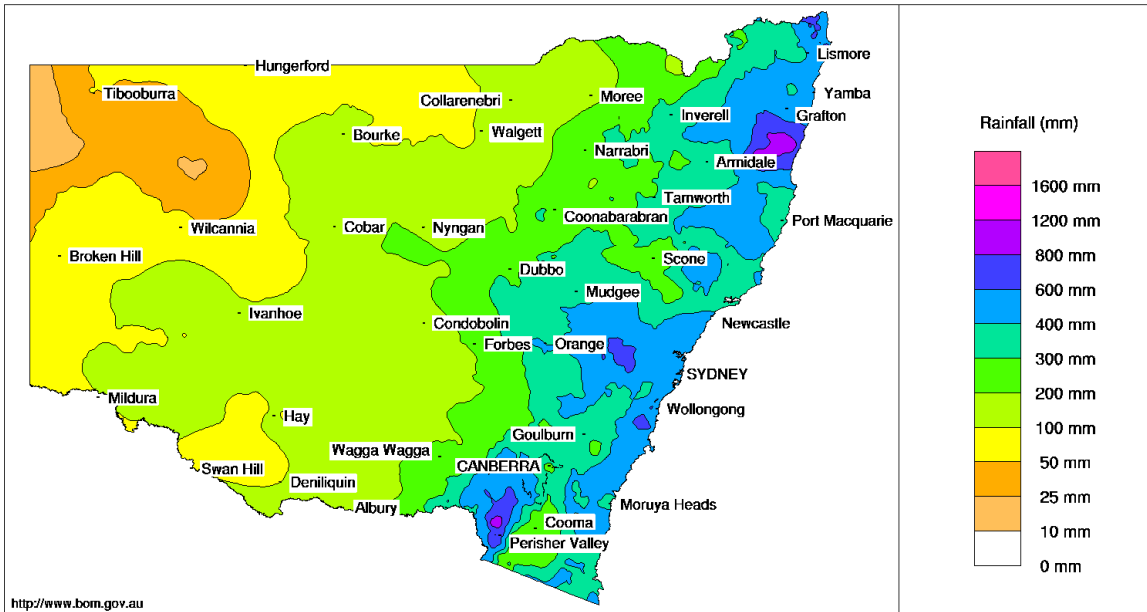 Hungerford
Tibooburra
Collarenebri
Moree
Lismore
Yamba
Grafton
Inverell
Bourke
Walgett
Narrabri
Armidale
Tamworth
Coonabarabran
Port Macquarie
Wilcannia
Cobar
Nyngan
Broken Hill
Scone
Dubbo
Mudgee
Ivanhoe
Condobolin
Newcastle
Forbes
Orange
SYDNEY
Mildura
Hay
Wollongong
Goulburn
Wagga Wagga
CANBERRA
Swan Hill
Deniliquin
Albury
Moruya Heads
Cooma
Perisher Valley
Rainfall (mm)
1600 mm
1200 mm
800 mm
600 mm
400 mm
300 mm
200 mm
100 mm
50 mm
25 mm
10 mm
0 mm
http://www.bom.gov.au